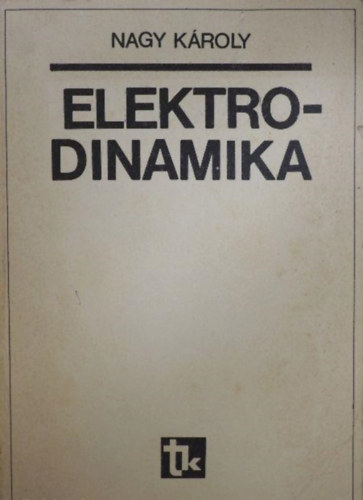 NAGY KÁROLY
ELEKTRO-
DINAMIKA
tk